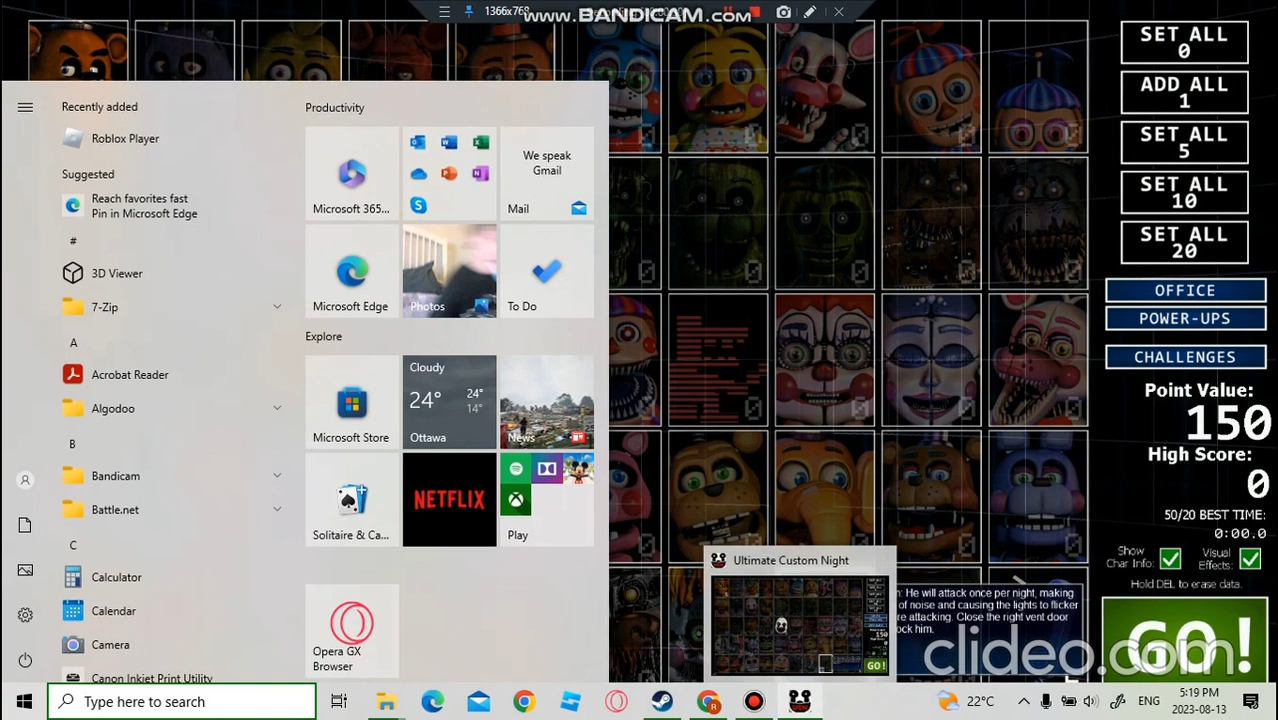 1366x768
www.BANDICAM.com
Recently added
Roblox Player
Suggested
Reach favorites fast
Pin in Microsoft Edge
#
3D Viewer
7-Zip
A
Acrobat Reader
Algodoo
B
Bandicam
Battle.net
C
Calculator
Calendar
Camera
Canon Inkjet Print Utility
Productivity
Microsoft 365...
We speak
Gmail
Mail
Microsoft Edge
Photos
To Do
Explore
Microsoft Store
Cloudy
24°
24°
14°
Ottawa
News
Solitaire & Ca...
NETFLIX
Play
Opera GX
Browser
SET ALL
0
ADD ALL
1
SET ALL
5
SET ALL
10
SET ALL
20
OFFICE
POWER-UPS
CHALLENGES
Point Value:
150
High Score:
0
50/20 BEST TIME:
0:00.0
Show
Char Info:
Visual
Effects:
Hold DEL to erase data.
GO!
Ultimate Custom Night
GO!
: He will attack once per night, making
of noise and causing the lights to flicker
re attacking. Close the right vent door
ock him.
clideo.com
Type here to search
22°C
ENG
5:19 PM
2023-08-13